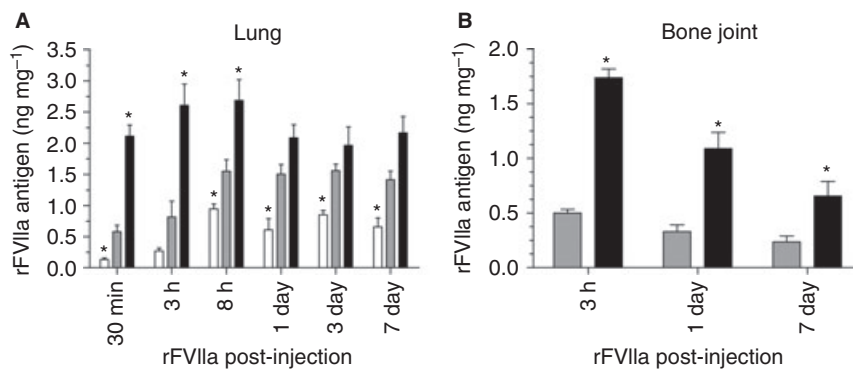 A
Lung
rFVIIa antigen (ng mg⁻¹)
3.5
3.0
2.5
2.0
1.5
1.0
0.5
0.0
* * * * * * * *
30 min
3 h
8 h
1 day
3 day
7 day
rFVIIa post-injection
B
Bone joint
rFVIIa antigen (ng mg⁻¹)
2.0
1.5
1.0
0.5
0.0
* * *
3 h
1 day
7 day
rFVIIa post-injection